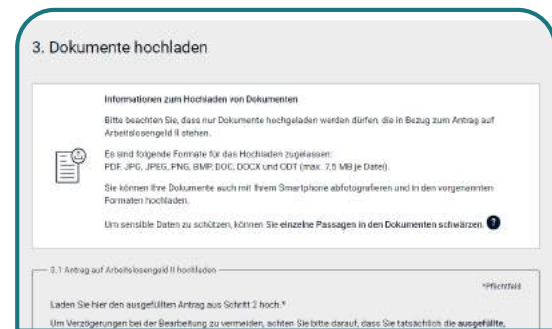 3. Dokumente hochladen
Informationen zum Hochladen von Dokumenten
Bitte beachten Sie, dass nur Dokumente hochgeladen werden dürfen, die in Bezug zum Antrag auf
Arbeitslosengeld II stehen.
Es sind folgende Formate für das Hochladen zugelassen:
PDF, JPG, JPEG, PNG, BMP, DOC, DOCX und ODT (max. 7,5 MB je Datei).
Sie können Ihre Dokumente auch mit Ihrem Smartphone abfotografieren und in den vorgenannten
Formaten hochladen.
Um sensible Daten zu schützen, können Sie einzelne Passagen in den Dokumenten schwärzen. ?
3.1 Antrag auf Arbeitslosengeld II hochladen
*Pflichtfeld
Laden Sie hier den ausgefüllten Antrag aus Schritt 2 hoch.*
Um Verzögerungen bei der Bearbeitung zu vermeiden, achten Sie bitte darauf, dass Sie tatsächlich die ausgefüllte,